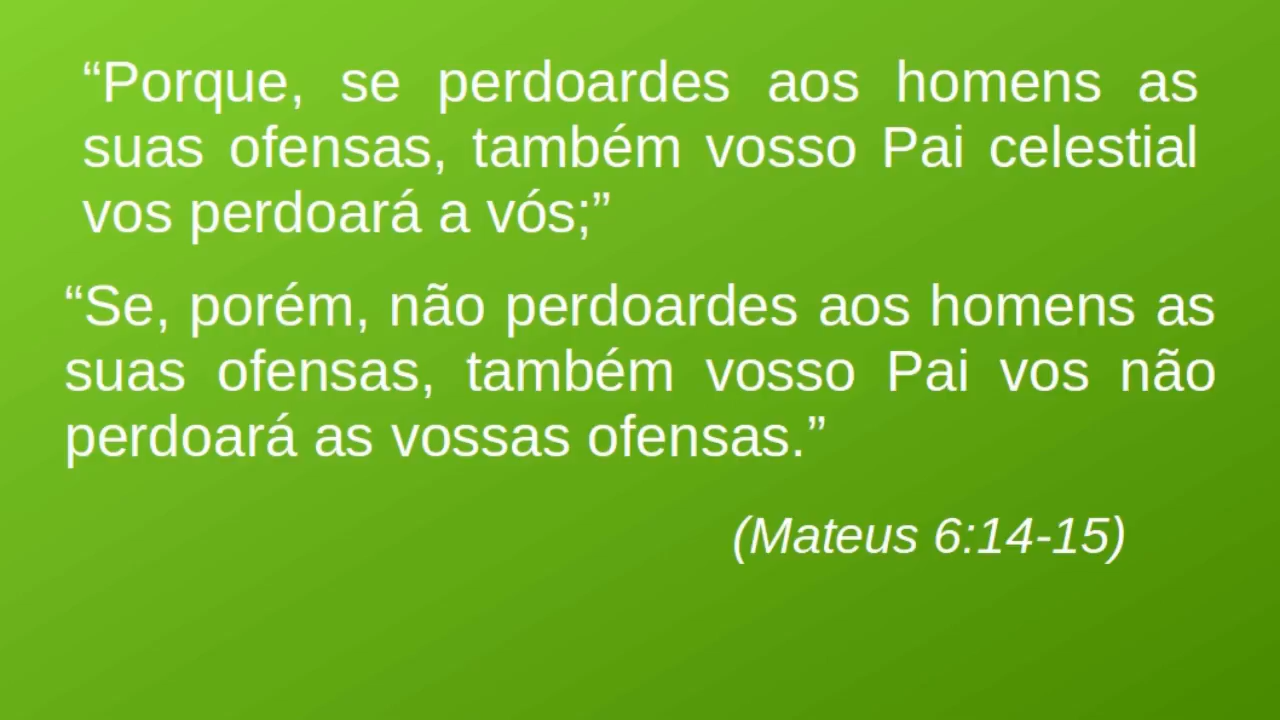 “Porque, se perdoardes aos homens as
suas ofensas, também vosso Pai celestial
vos perdoará a vós;”
“Se, porém, não perdoardes aos homens as
suas ofensas, também vosso Pai vos não
perdoará as vossas ofensas.”
(Mateus 6:14-15)